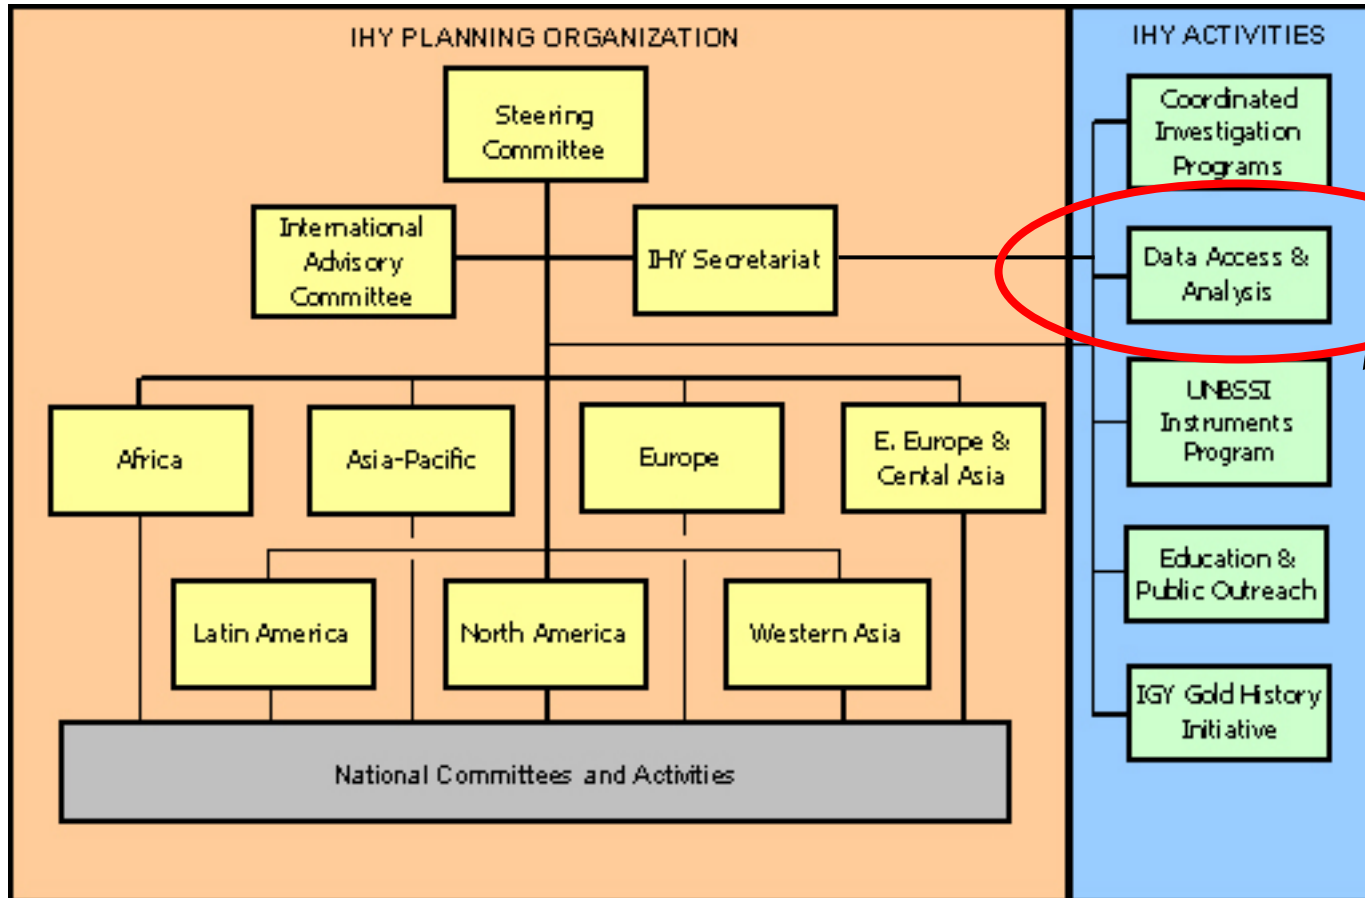 IHY PLANNING ORGANIZATION
IHY ACTIVITIES
Steering
Committee
International
Advisory
Committee
IHY Secretariat
Africa
Asia-Pacific
Europe
E. Europe &
Cental Asia
Latin America
North America
Western Asia
National Committees and Activities
Coordinated
Investigation
Programs
Data Access &
Analysis
UNBSSI
Instruments
Program
Education &
Public Outreach
IGY Gold History
Initiative